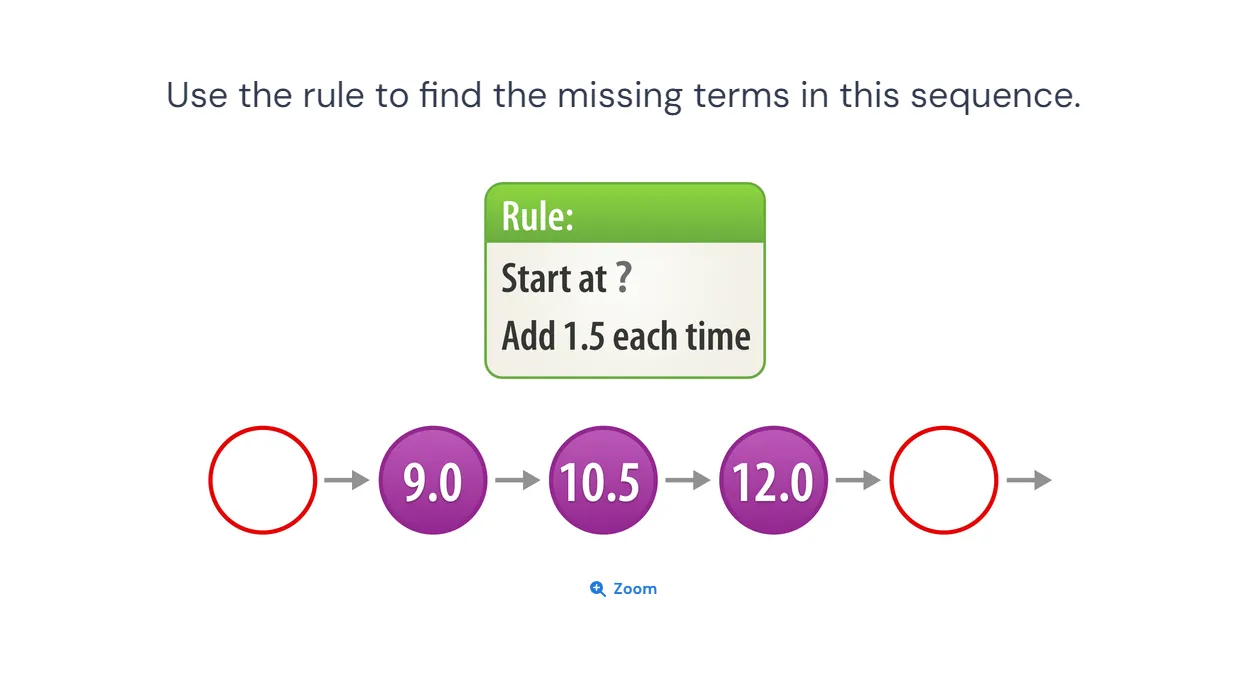 Use the rule to find the missing terms in this sequence.
Rule:
Start at ?
Add 1.5 each time
9.0 10.5 12.0
Zoom